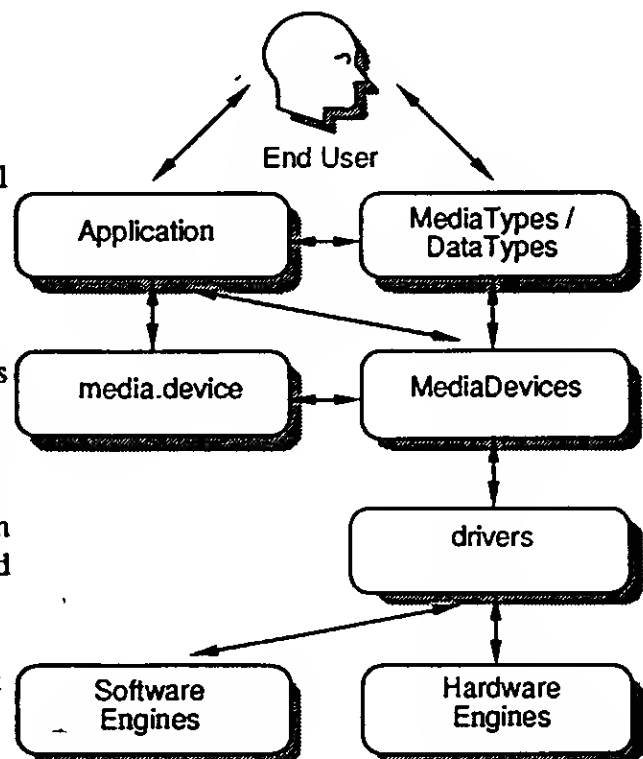 End User
Application
MediaTypes /
DataTypes
media.device
MediaDevices
drivers
Software
Engines
Hardware
Engines